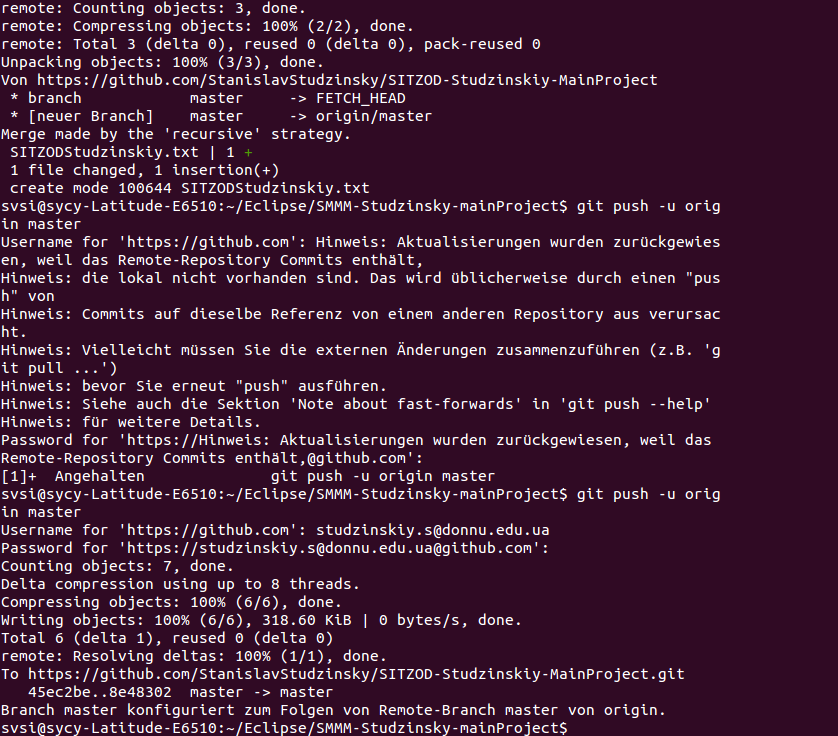 remote: Counting objects: 3, done.
remote: Compressing objects: 100% (2/2), done.
remote: Total 3 (delta 0), reused 0 (delta 0), pack-reused 0
Unpacking objects: 100% (3/3), done.
Von https://github.com/StanislavStudzinsky/SITZOD-Studzinskiy-MainProject
 * branch            master     -> FETCH_HEAD
 * [neuer Branch]    master     -> origin/master
Merge made by the 'recursive' strategy.
 SITZODStudzinskiy.txt | 1 +
 1 file changed, 1 insertion(+)
 create mode 100644 SITZODStudzinskiy.txt
svsi@sycy-Latitude-E6510:~/Eclipse/SMMM-Studzinsky-mainProject$ git push -u orig
in master
Username for 'https://github.com': Hinweis: Aktualisierungen wurden zurückgewies
en, weil das Remote-Repository Commits enthält,
Hinweis: die lokal nicht vorhanden sind. Das wird üblicherweise durch einen "pus
h" von
Hinweis: Commits auf dieselbe Referenz von einem anderen Repository aus verursac
ht.
Hinweis: Vielleicht müssen Sie die externen Änderungen zusammenzuführen (z.B. 'g
it pull ...')
Hinweis: bevor Sie erneut "push" ausführen.
Hinweis: Siehe auch die Sektion 'Note about fast-forwards' in 'git push --help'
Hinweis: für weitere Details.
Password for 'https://Hinweis: Aktualisierungen wurden zurückgewiesen, weil das 
Remote-Repository Commits enthält,@github.com':
[1]+  Angehalten              git push -u origin master
svsi@sycy-Latitude-E6510:~/Eclipse/SMMM-Studzinsky-mainProject$ git push -u orig
in master
Username for 'https://github.com': studzinskiy.s@donnu.edu.ua
Password for 'https://studzinskiy.s@donnu.edu.ua@github.com':
Counting objects: 7, done.
Delta compression using up to 8 threads.
Compressing objects: 100% (6/6), done.
Writing objects: 100% (6/6), 318.60 KiB | 0 bytes/s, done.
Total 6 (delta 1), reused 0 (delta 0)
remote: Resolving deltas: 100% (1/1), done.
To https://github.com/StanislavStudzinsky/SITZOD-Studzinskiy-MainProject.git
   45ec2be..8e48302  master -> master
Branch master konfiguriert zum Folgen von Remote-Branch master von origin.
svsi@sycy-Latitude-E6510:~/Eclipse/SMMM-Studzinsky-mainProject$